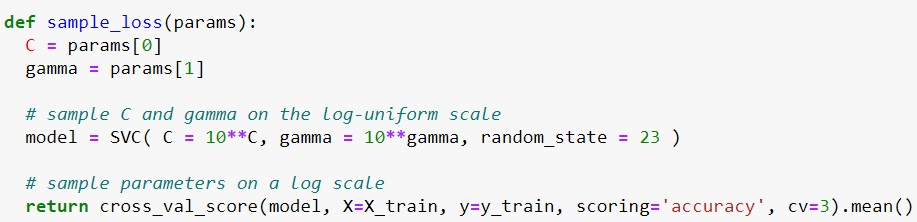 def sample_loss(params):
  C = params[0]
  gamma = params[1]

  # sample C and gamma on the log-uniform scale
  model = SVC( C = 10**C, gamma = 10**gamma, random_state = 23 )

  # sample parameters on a log scale
  return cross_val_score(model, X=X_train, y=y_train, scoring='accuracy', cv=3).mean()